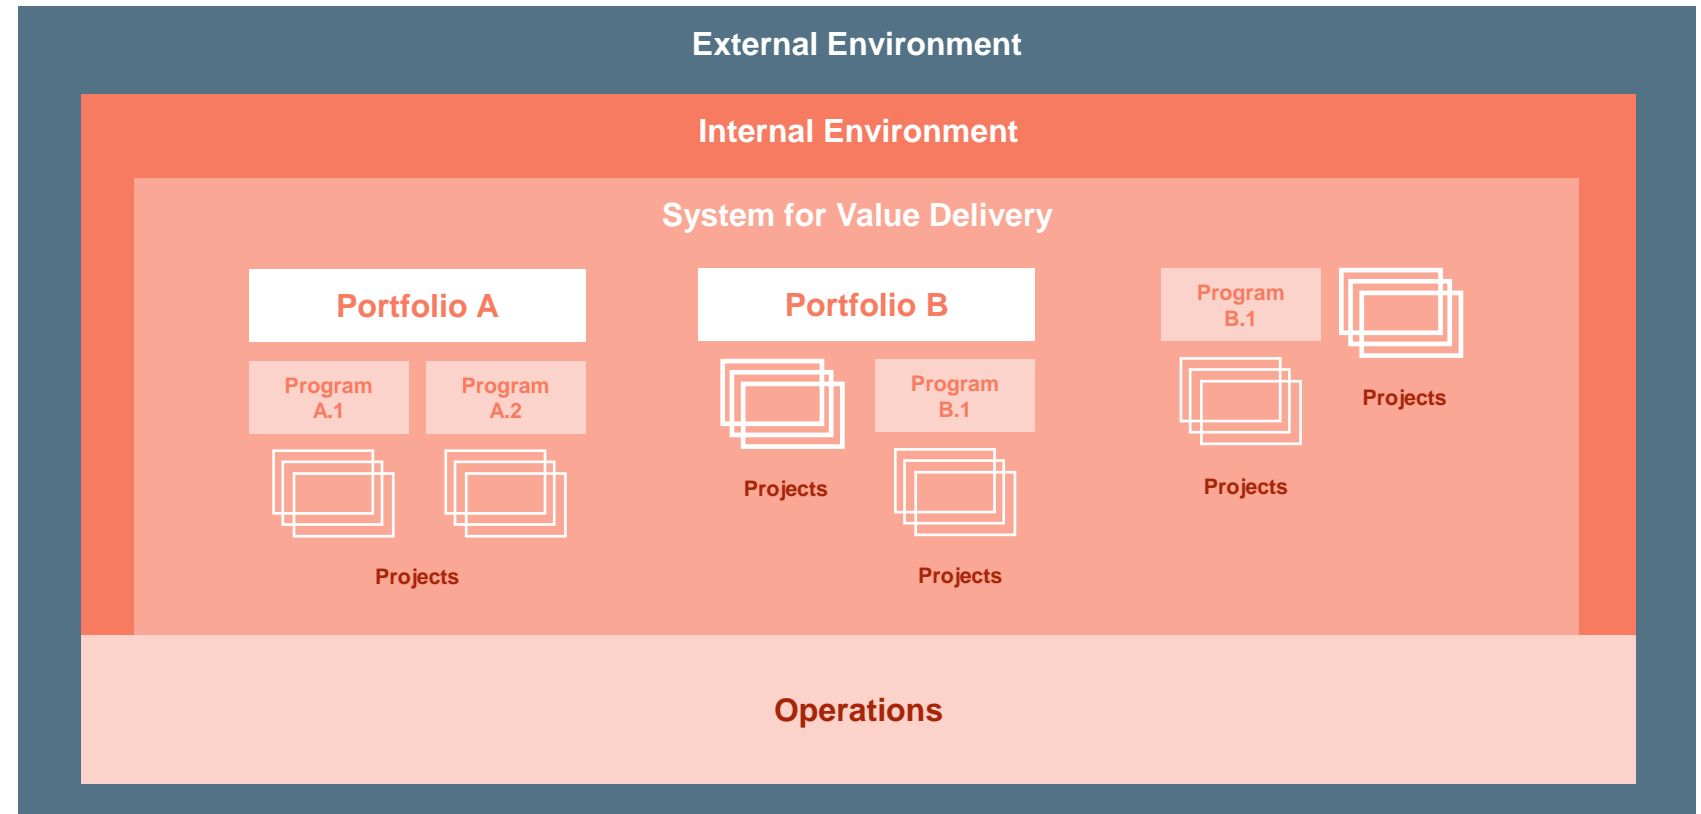 External Environment
Internal Environment
System for Value Delivery
Portfolio A
Program
A.1
Program
A.2
Projects
Portfolio B
Projects
Program
B.1
Projects
Program
B.1
Projects
Projects
Operations